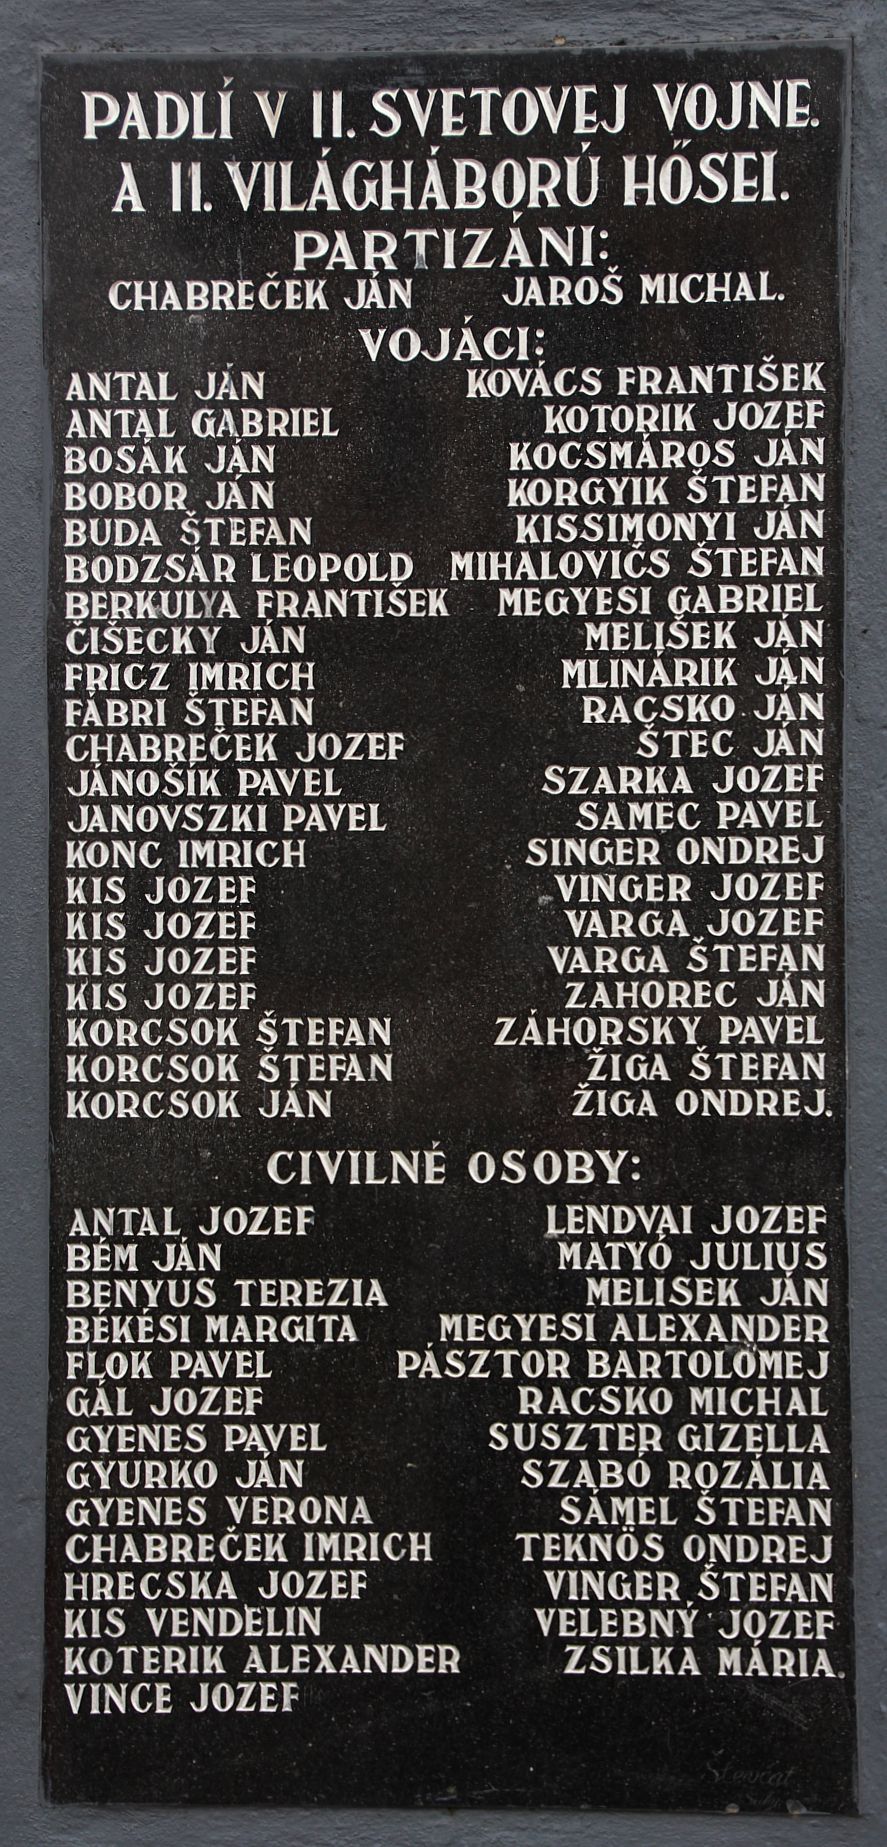 PADLÍ V II. SVETOVEJ VOJNE.
A II. VILÁGHÁBORÚ HŐSEI.
PARTIZÁNI:
CHABREČEK JÁN JAROŠ MICHAL.
VOJÁCI:
ANTAL JÁN KOVÁCS FRANTIŠEK
ANTAL GABRIEL KOTORIK JOZEF
BOSÁK JÁN KOCSMÁROS JÁN
BOBOR JÁN KORGYIK ŠTEFAN
BUDA ŠTEFAN KISSIMONYI JÁN
BODZSÁR LEOPOLD MIHALOVIČS ŠTEFAN
BERKULYA FRANTIŠEK MEGYESI GABRIEL
ČIŠECKY JÁN MELIŠEK JÁN
FRICZ IMRICH MLINÁRIK JÁN
FÁBRI ŠTEFAN RACSKO JÁN
CHABREČEK JOZEF ŠTEC JÁN
JÁNOŠÍK PAVEL SZARKA JOZEF
JANOVSZKI PAVEL SAMEC PAVEL
KONC IMRICH SINGER ONDREJ
KIS JOZEF VINGER JOZEF
KIS JOZEF VARGA JOZEF
KIS JOZEF VARGA ŠTEFAN
KIS JOZEF ZAHOREC JÁN
KORCSOK ŠTEFAN ZÁHORSKY PAVEL
KORCSOK ŠTEFAN ŽIGA ŠTEFAN
KORCSOK JÁN ŽIGA ONDREJ.
CIVILNÉ OSOBY:
ANTAL JOZEF LENDVAI JOZEF
BÉM JÁN MATYÓ JULIUS
BENYUS TEREZIA MELISEK JÁN
BÉKÉSI MARGITA MEGYESI ALEXANDER
FLOK PAVEL PÁSZTOR BARTOLOMEJ
GÁL JOZEF RACSKO MICHAL
GYENES PAVEL SUSZTER GIZELLA
GYURKO JÁN SZABÓ ROZÁLIA
GYENES VERONA SÁMEL ŠTEFAN
CHABREČEK IMRICH TEKNÖS ONDREJ
HRECSKA JOZEF VINGER ŠTEFAN
KIS VENDELIN VELEBNÝ JOZEF
KOTERIK ALEXANDER ZSILKA MÁRIA.
VINCE JOZEF